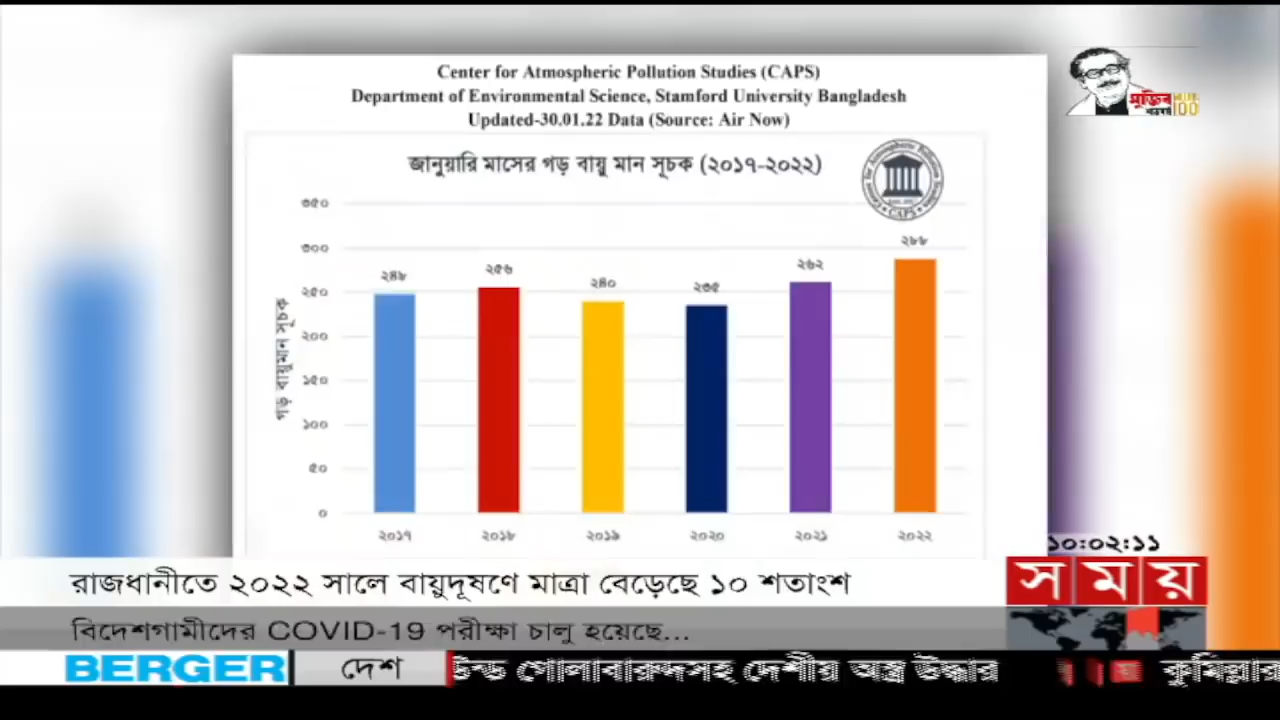 Center for Atmospheric Pollution Studies (CAPS)
Department of Environmental Science, Stamford University Bangladesh
Updated-30.01.22 Data (Source: Air Now)
জানুয়ারি মাসের গড় বায়ু মান সূচক (২০১৭-২০২২)
মুজিব
100
CAPS
গড় বায়ুমান সূচক
৩৫০
৩০০
২৫০
২০০
১৫০
১০০
৫০
০
২৪৮ ২৫৬ ২৪০ ২৩৫ ২৬২ ২৮৮
২০১৭ ২০১৮ ২০১৯ ২০২০ ২০২১ ২০২২
১০:০২:১১
রাজধানীতে ২০২২ সালে বায়ুদূষণে মাত্রা বেড়েছে ১০ শতাংশ
সময়
বিদেশগামীদের COVID-19 পরীক্ষা চালু হয়েছে...
BERGER দেশ উন্ড গোলাবারুদসহ দেশীয় অস্ত্র উদ্ধার কুমিল্লার